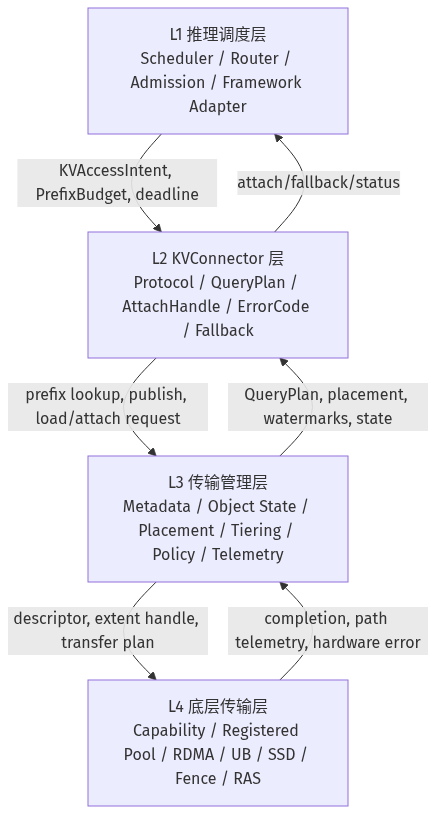 L1 推理调度层
Scheduler / Router /
Admission / Framework
Adapter
KVAccessIntent,
PrefixBudget, deadline
attach/fallback/status
L2 KVConnector 层
Protocol / QueryPlan /
AttachHandle / ErrorCode
/ Fallback
prefix lookup, publish,
load/attach request
QueryPlan, placement,
watermarks, state
L3 传输管理层
Metadata / Object State /
Placement / Tiering /
Policy / Telemetry
descriptor, extent handle,
transfer plan
completion, path
telemetry, hardware error
L4 底层传输层
Capability / Registered
Pool / RDMA / UB / SSD /
Fence / RAS